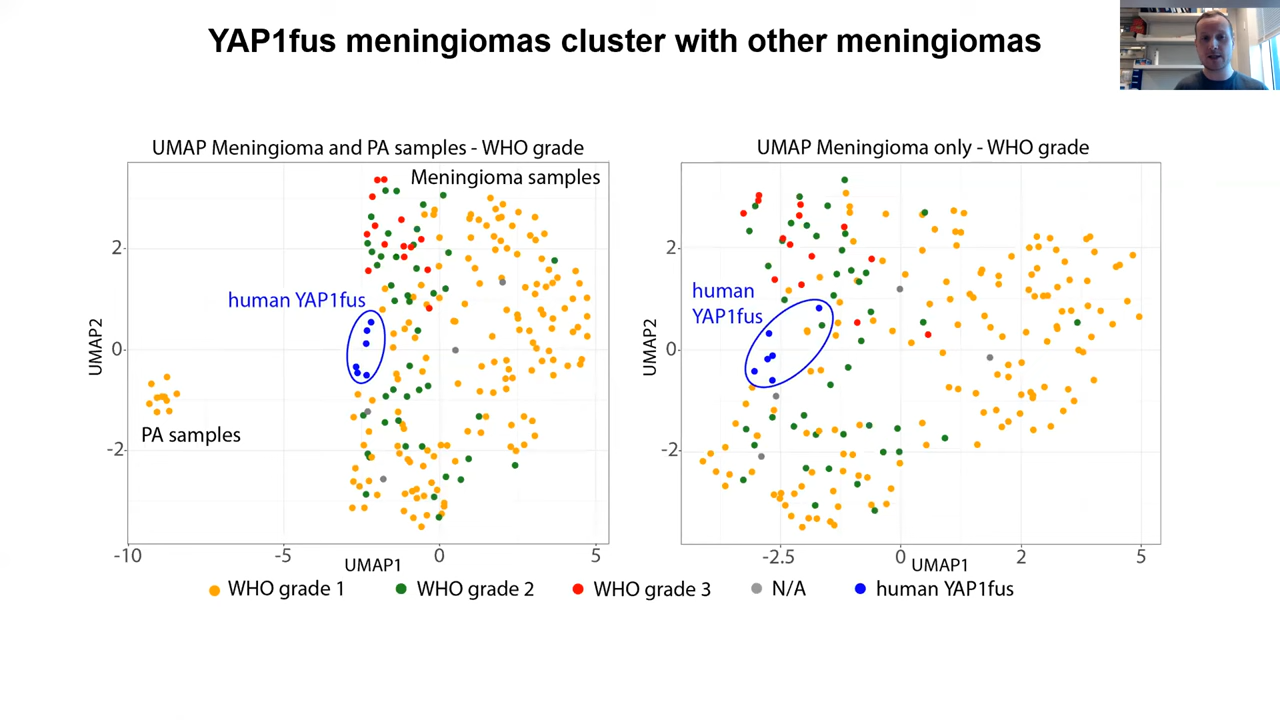 YAP1fus meningiomas cluster with other meningiomas
UMAP Meningioma and PA samples - WHO grade
Meningioma samples
human YAP1fus
PA samples
UMAP2
2
0
-2
-10
-5
0
5
UMAP1
UMAP Meningioma only - WHO grade
human
YAP1fus
UMAP2
2
0
-2
-2.5
0
2
5
UMAP1
WHO grade 1
WHO grade 2
WHO grade 3
N/A
human YAP1fus